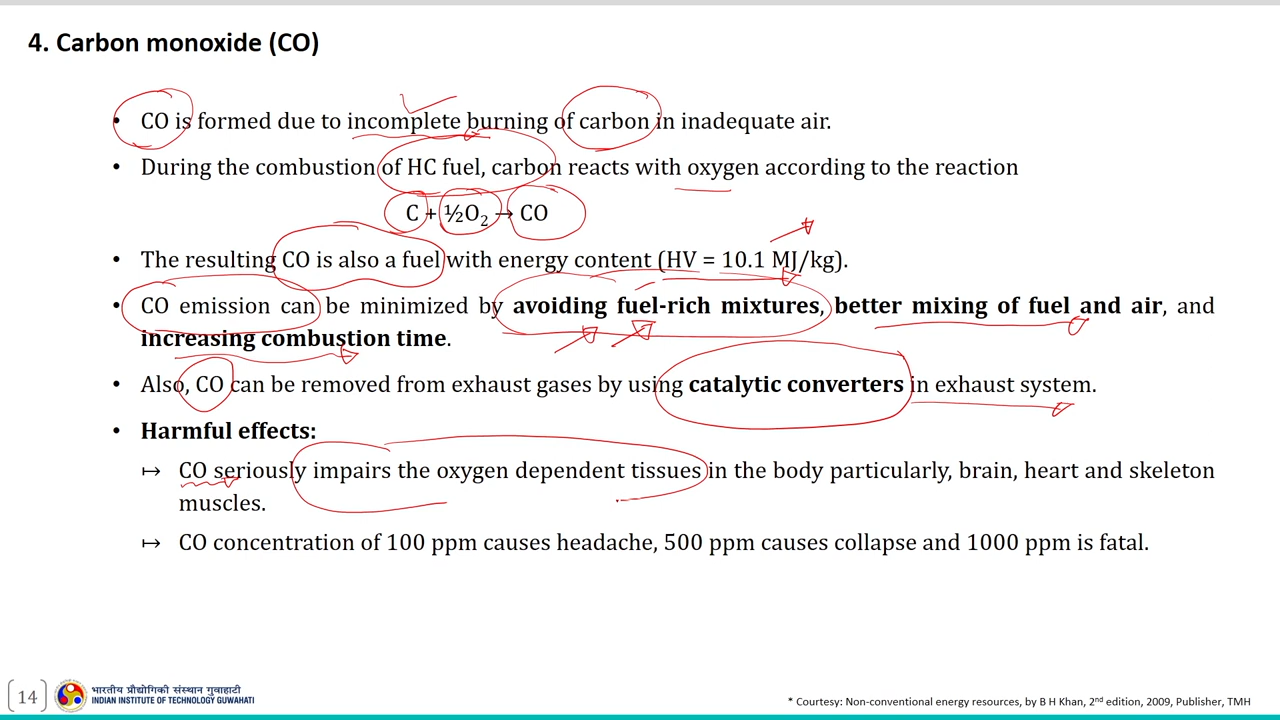 4. Carbon monoxide (CO)
• CO is formed due to incomplete burning of carbon in inadequate air.
• During the combustion of HC fuel, carbon reacts with oxygen according to the reaction
C + ½O₂ → CO
• The resulting CO is also a fuel with energy content (HV = 10.1 MJ/kg).
• CO emission can be minimized by avoiding fuel-rich mixtures, better mixing of fuel and air, and
increasing combustion time.
• Also, CO can be removed from exhaust gases by using catalytic converters in exhaust system.
• Harmful effects:
↦ CO seriously impairs the oxygen dependent tissues in the body particularly, brain, heart and skeleton
muscles.
↦ CO concentration of 100 ppm causes headache, 500 ppm causes collapse and 1000 ppm is fatal.
14
भारतीय प्रौद्योगिकी संस्थान गुवाहाटी
INDIAN INSTITUTE OF TECHNOLOGY GUWAHATI
* Courtesy: Non-conventional energy resources, by B H Khan, 2nd edition, 2009, Publisher, TMH